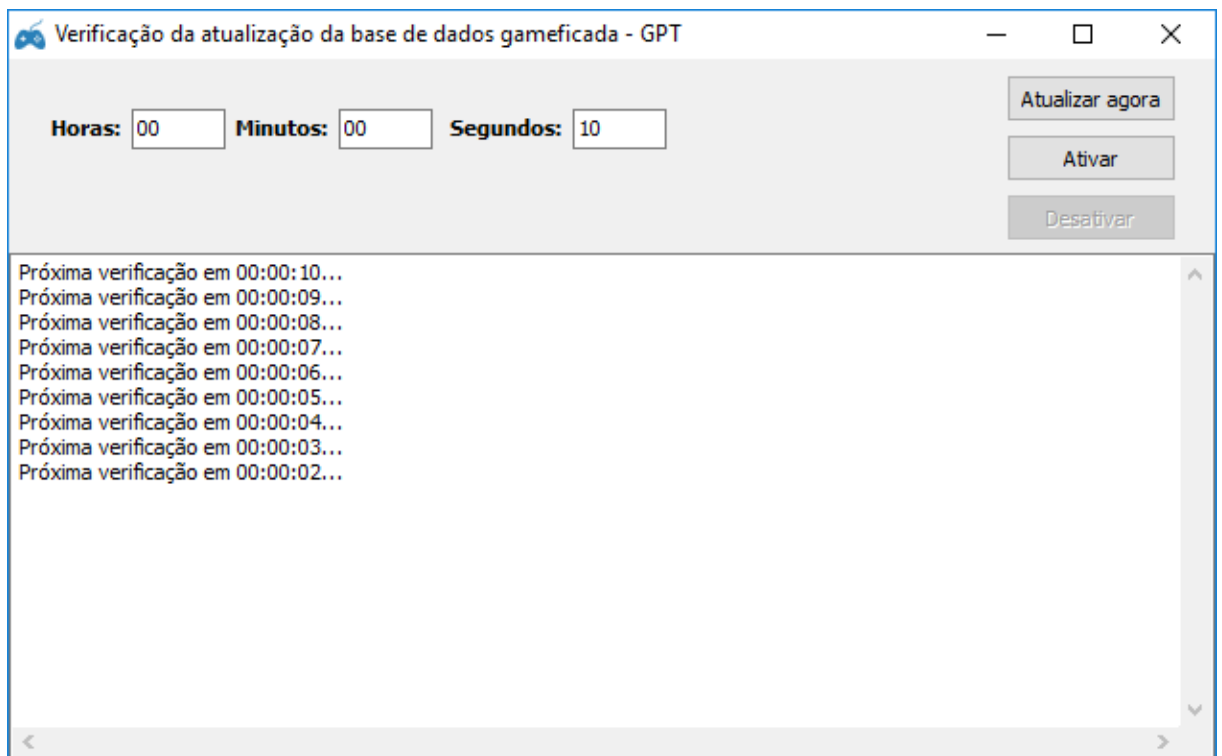 Verificação da atualização da base de dados gameficada - GPT
Atualizar agora
Horas: 00 Minutos: 00 Segundos: 10
Ativar
Desativar
Próxima verificação em 00:00:10...
Próxima verificação em 00:00:09...
Próxima verificação em 00:00:08...
Próxima verificação em 00:00:07...
Próxima verificação em 00:00:06...
Próxima verificação em 00:00:05...
Próxima verificação em 00:00:04...
Próxima verificação em 00:00:03...
Próxima verificação em 00:00:02...